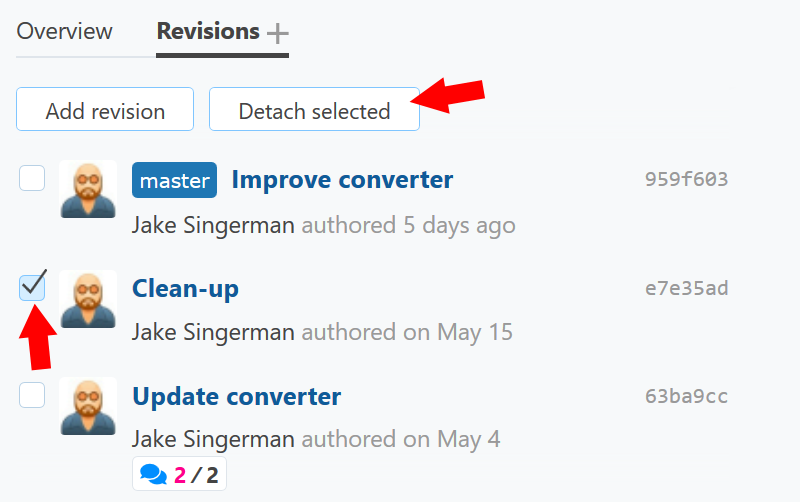 Overview Revisions +
Add revision Detach selected
master Improve converter 959f603
Jake Singerman authored 5 days ago
Clean-up e7e35ad
Jake Singerman authored on May 15
Update converter 63ba9cc
Jake Singerman authored on May 4
2 / 2